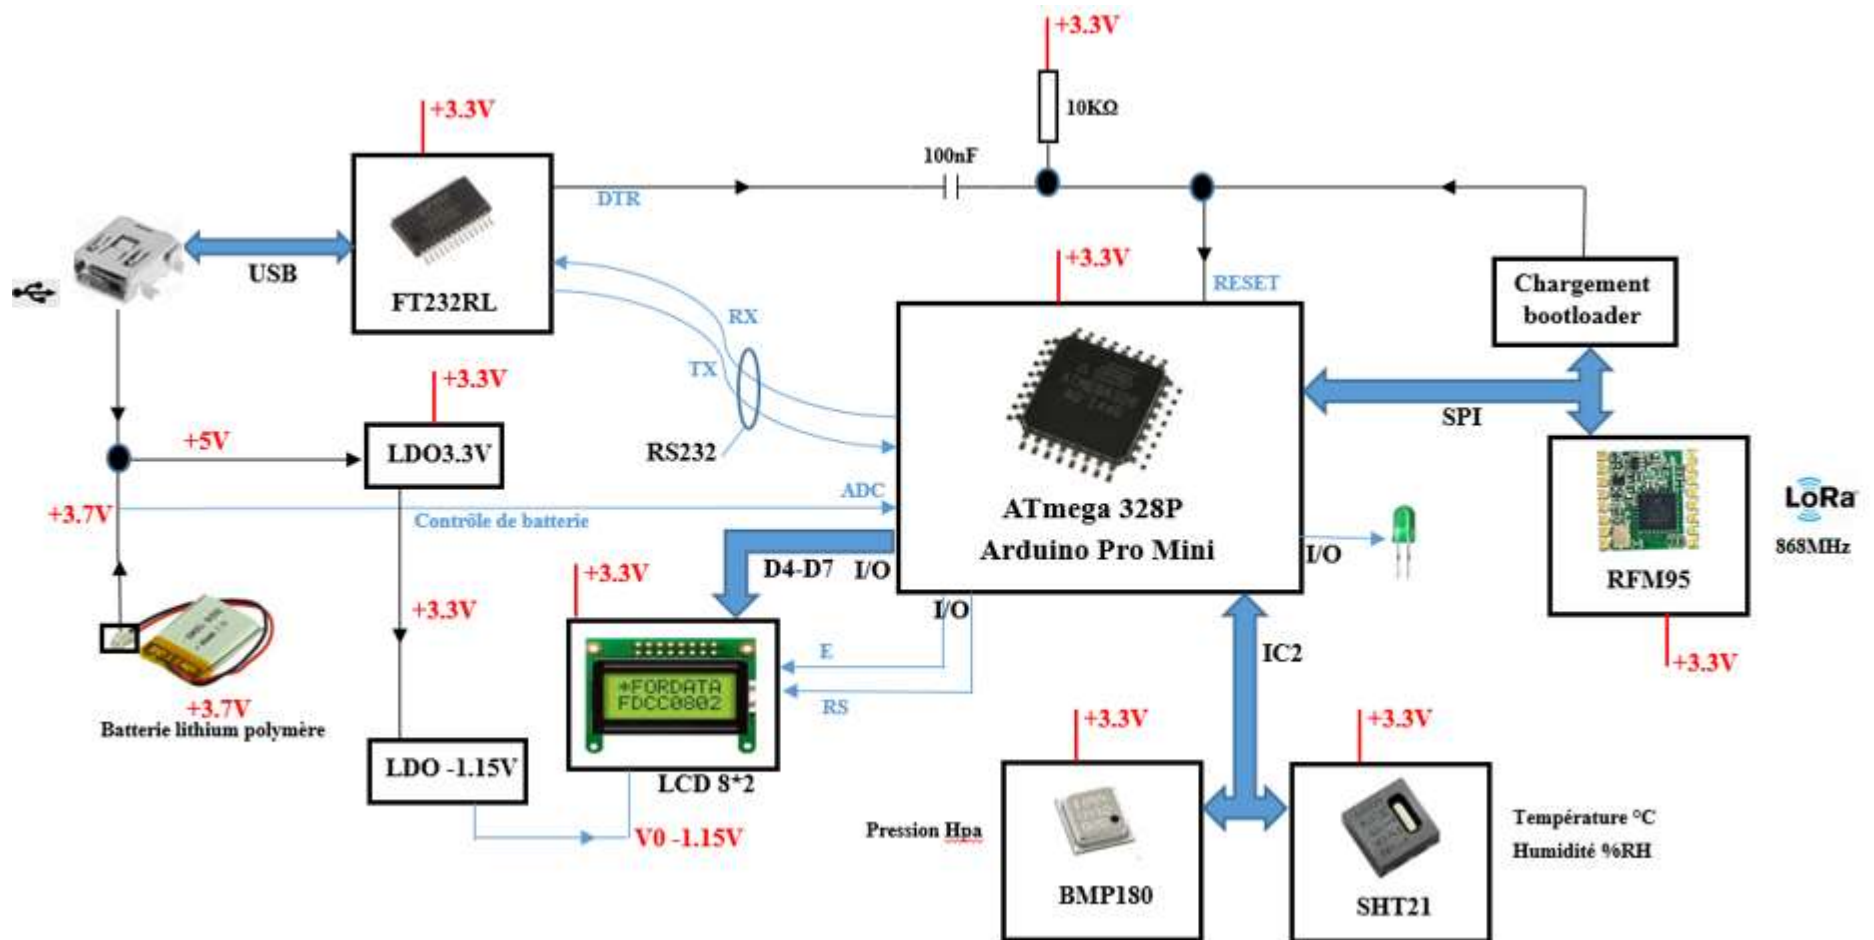 +3.3V
10KΩ
+3.3V
100nF
DTR
FT232RL
USB
+3.3V
RESET
Chargement
bootloader
RX
TX
RS232
SPI
+3.3V
+5V
LDO3.3V
ADC
+3.7V
Contrôle de batterie
ATmega 328P
Arduino Pro Mini
I/O
LoRa
868MHz
RFM95
+3.3V
D4-D7
I/O
+3.3V
+3.3V
I/O
E
RS
IC2
*FORDATA
FDCC0802
LCD 8*2
+3.7V
Batterie lithium polymère
LDO -1.15V
V0 -1.15V
+3.3V
+3.3V
Pression Hpa
BMP180
SHT21
Température °C
Humidité %RH